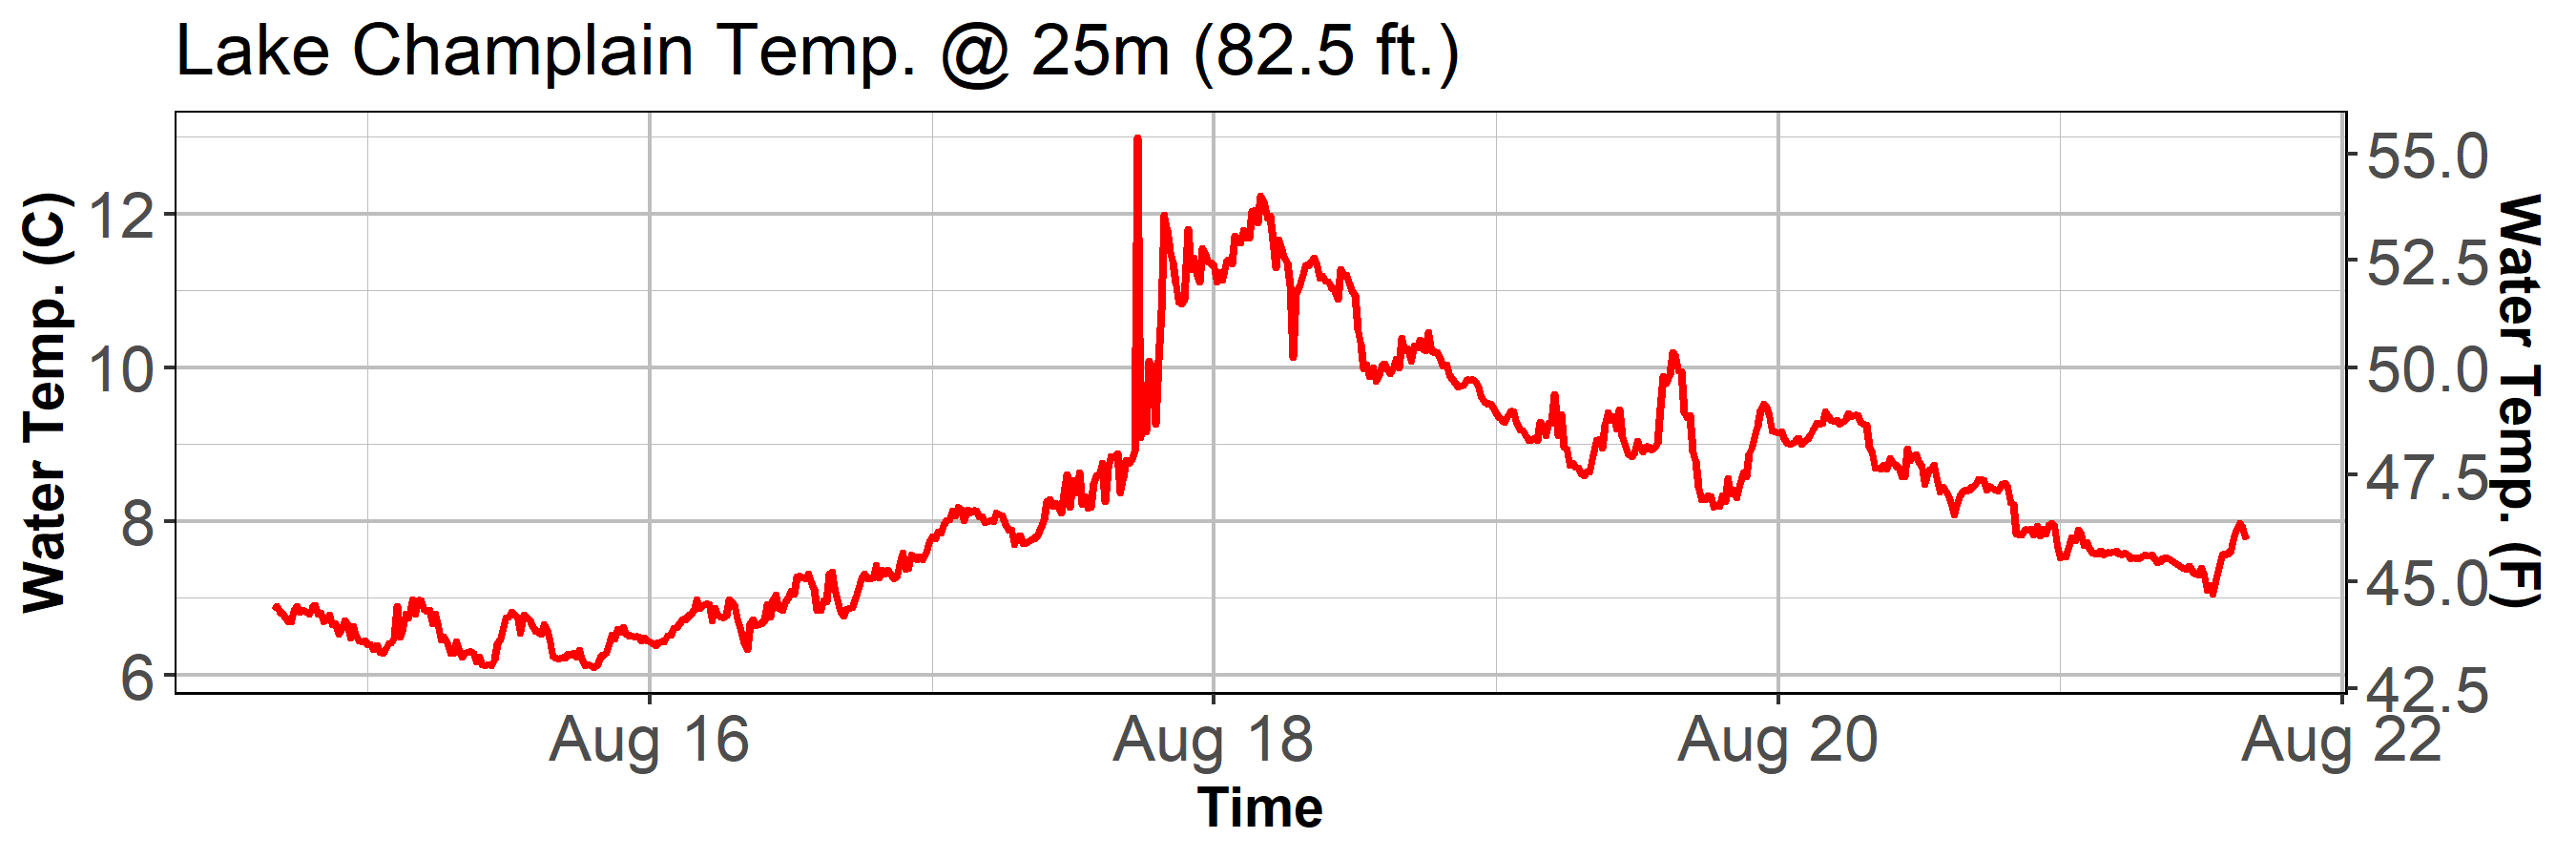 Lake Champlain Temp. @ 25m (82.5 ft.)
Water Temp. (C)
12
10
8
6
55.0
52.5
50.0
47.5
45.0
42.5
Water Temp. (F)
Aug 16 Aug 18 Aug 20 Aug 22
Time